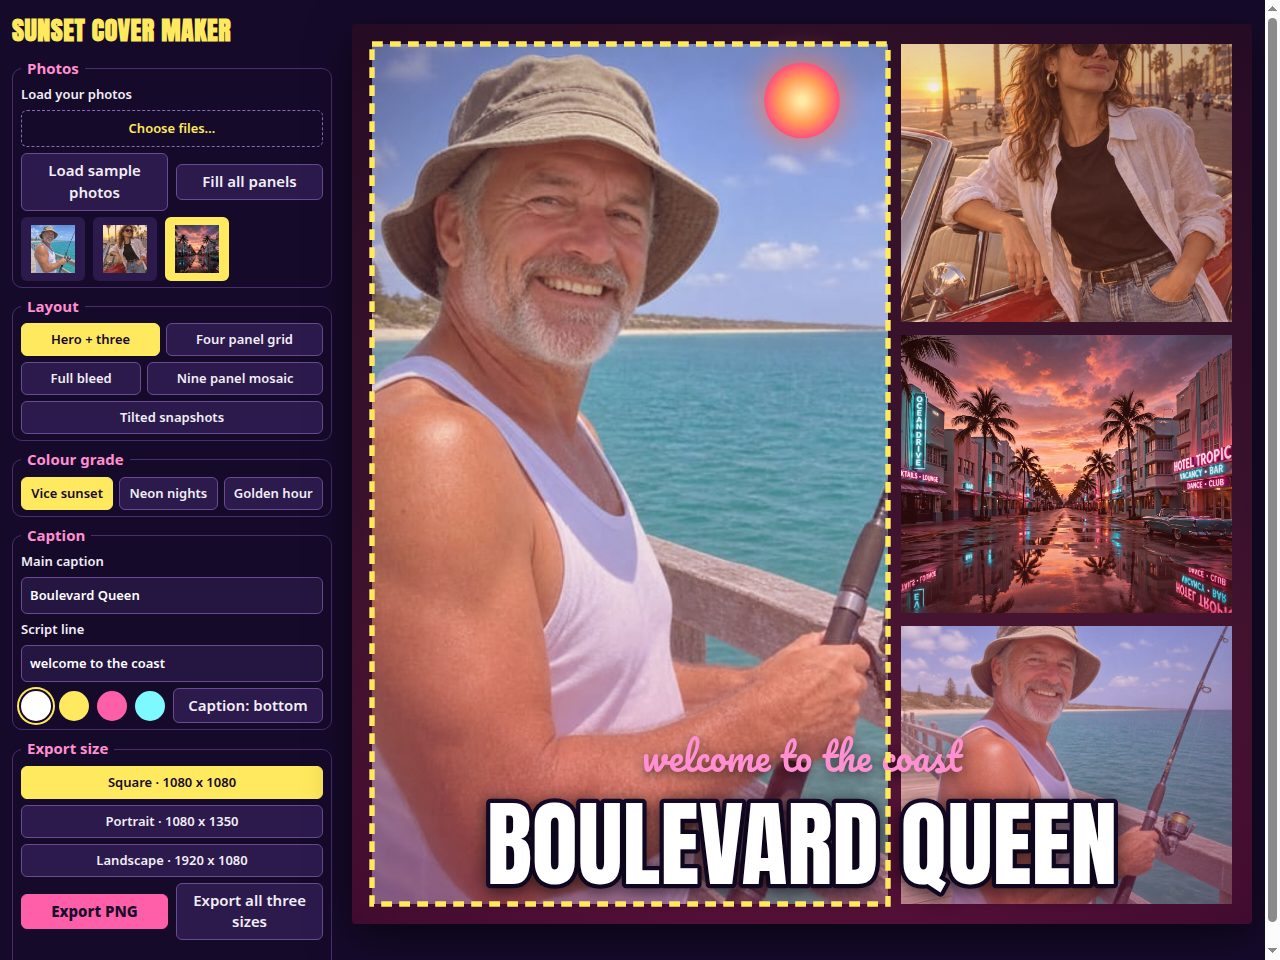 SUNSET COVER MAKER
Photos
Load your photos
Choose files...
Load sample photos
Fill all panels
Layout
Hero + three
Four panel grid
Full bleed
Nine panel mosaic
Tilted snapshots
Colour grade
Vice sunset
Neon nights
Golden hour
Caption
Main caption
Boulevard Queen
Script line
welcome to the coast
Caption: bottom
Export size
Square · 1080 x 1080
Portrait · 1080 x 1350
Landscape · 1920 x 1080
Export PNG
Export all three sizes
OCEAN DRIVE
HOTEL TROPIC
VACANCY • BAR
DANCE • CLUB
KTAILS • LOUNGE
BAR
welcome to the coast
BOULEVARD QUEEN